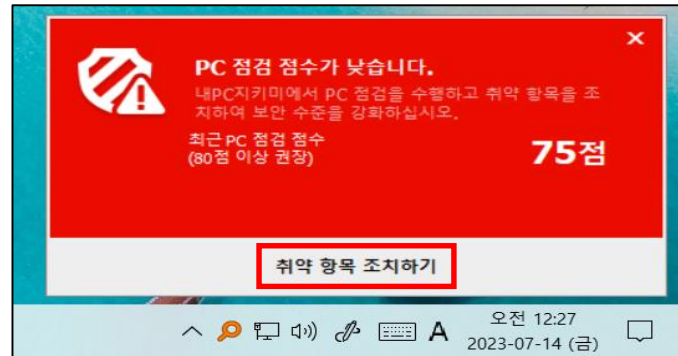 PC 점검 점수가 낮습니다.
내PC지키미에서 PC 점검을 수행하고 취약 항목을 조
치하여 보안 수준을 강화하십시오.
최근 PC 점검 점수
(80점 이상 권장)
75점
취약 항목 조치하기
A
오전 12:27
2023-07-14 (금)